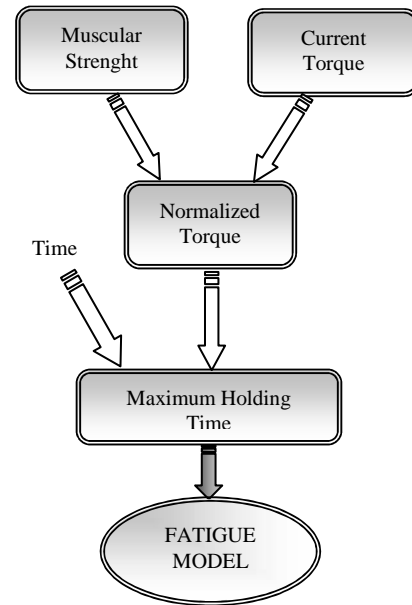 Muscular
Strenght
Current
Torque
Normalized
Torque
Time
Maximum Holding
Time
FATIGUE
MODEL